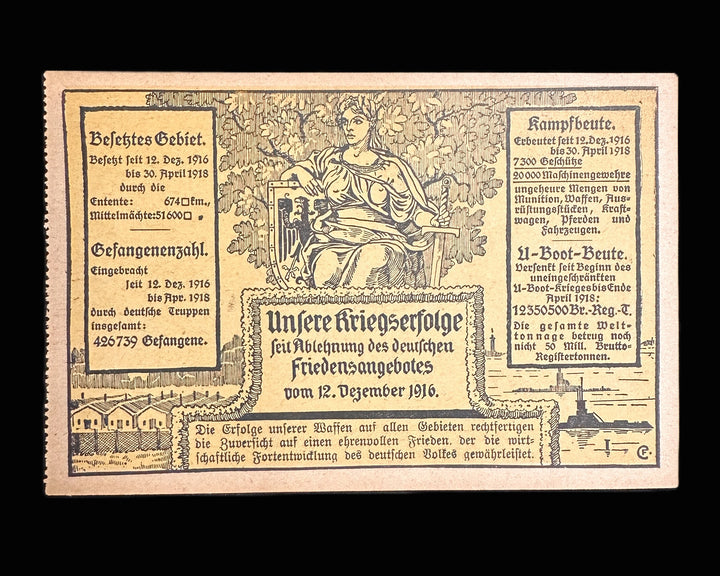 Besetztes Gebiet.
Besetzt seit 12. Dez. 1916
bis 30. April 1918
durch die
Entente: 674□km.,
Mittelmächte: 51600□ „
Gefangenenzahl.
Eingebracht
seit 12. Dez. 1916
bis Apr. 1918
durch deutsche Truppen
insgesamt:
426739 Gefangene.
Kampfbeute.
Erbeutet seit 12. Dez. 1916
bis 30. April 1918
7300 Geschütze
20000 Maschinengewehre
ungeheure Mengen von
Munition, Waffen, Aus-
rüstungsstücken, Kraft-
wagen, Pferden und
Fahrzeugen.
U-Boot-Beute.
Versenkt seit Beginn des
uneingeschränkten
U-Boot-Krieges bis Ende
April 1918:
12350500 Br.-Reg.-T.
Die gesamte Welt-
tonnage betrug noch
nicht 50 Mill. Brutto-
Registertonnen.
Unsere Kriegserfolge
seit Ablehnung des deutschen
Friedensangebotes
vom 12. Dezember 1916.
Die Erfolge unserer Waffen auf allen Gebieten rechtfertigen
die Zuversicht auf einen ehrenvollen Frieden, der die wirt-
schaftliche Fortentwicklung des deutschen Volkes gewährleistet.
I